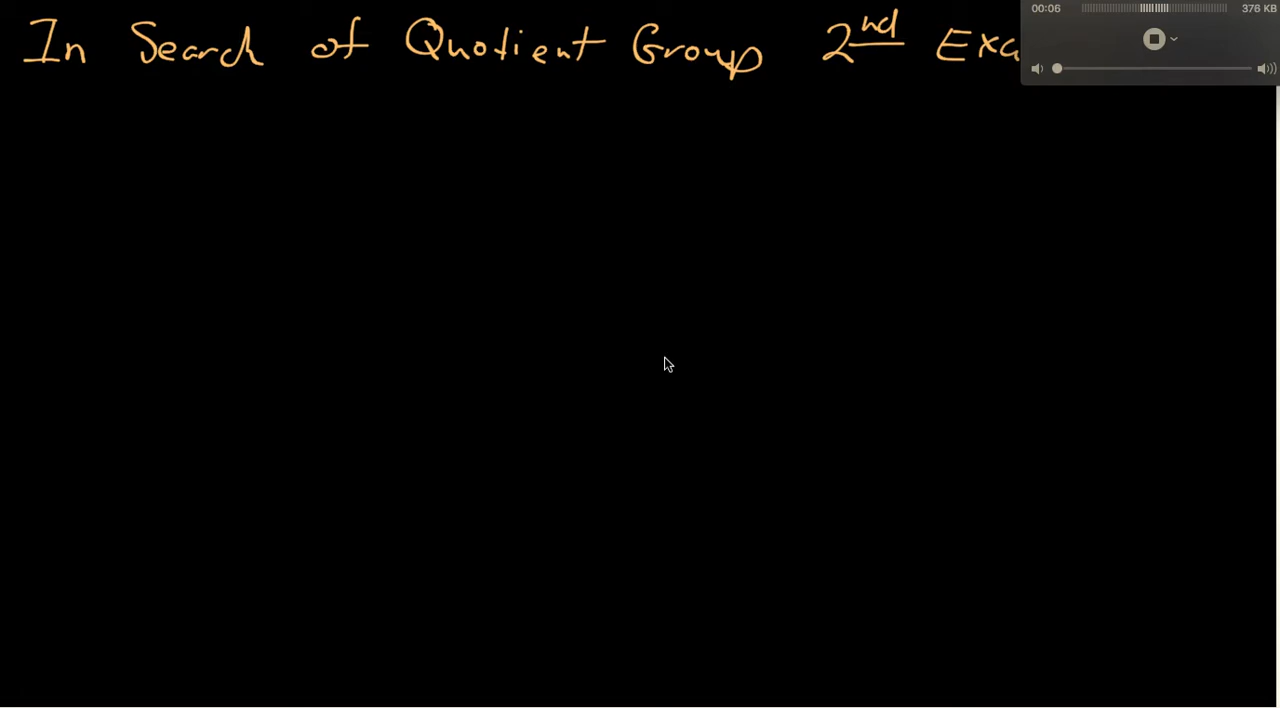 In Search of Quotient Group 2nd Exa
00:06 376 KB